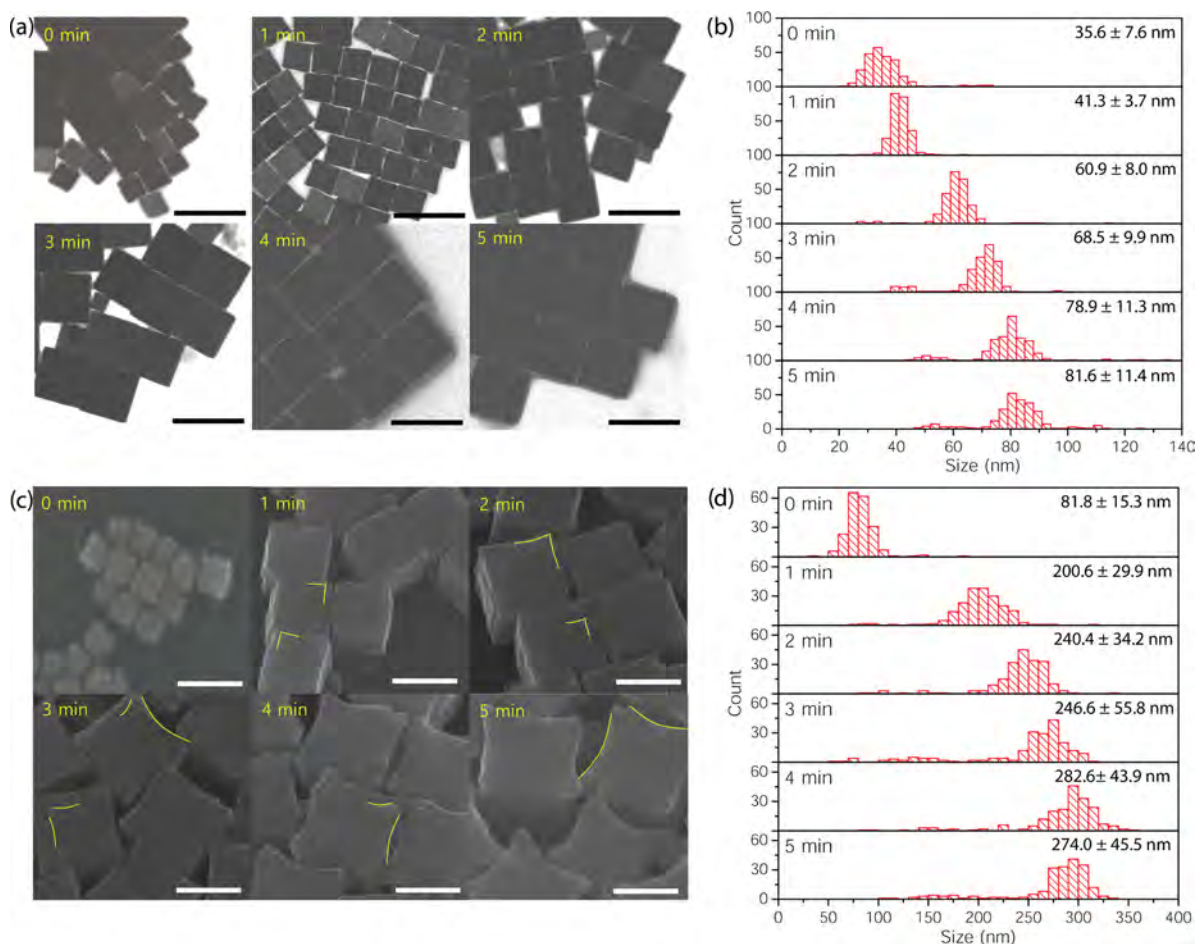 (a)
0 min
1 min
2 min
3 min
4 min
5 min
(b)
100
50
100
50
100
50
100
50
100
50
100
50
0
0 min
35.6 ± 7.6 nm
1 min
41.3 ± 3.7 nm
2 min
60.9 ± 8.0 nm
3 min
68.5 ± 9.9 nm
4 min
78.9 ± 11.3 nm
5 min
81.6 ± 11.4 nm
Count
0 20 40 60 80 100 120 140
Size (nm)
(c)
0 min
1 min
2 min
3 min
4 min
5 min
(d)
60
30
60
30
60
30
60
30
60
30
60
30
0
0 min
81.8 ± 15.3 nm
1 min
200.6 ± 29.9 nm
2 min
240.4 ± 34.2 nm
3 min
246.6 ± 55.8 nm
4 min
282.6 ± 43.9 nm
5 min
274.0 ± 45.5 nm
Count
0 50 100 150 200 250 300 350 400
Size (nm)